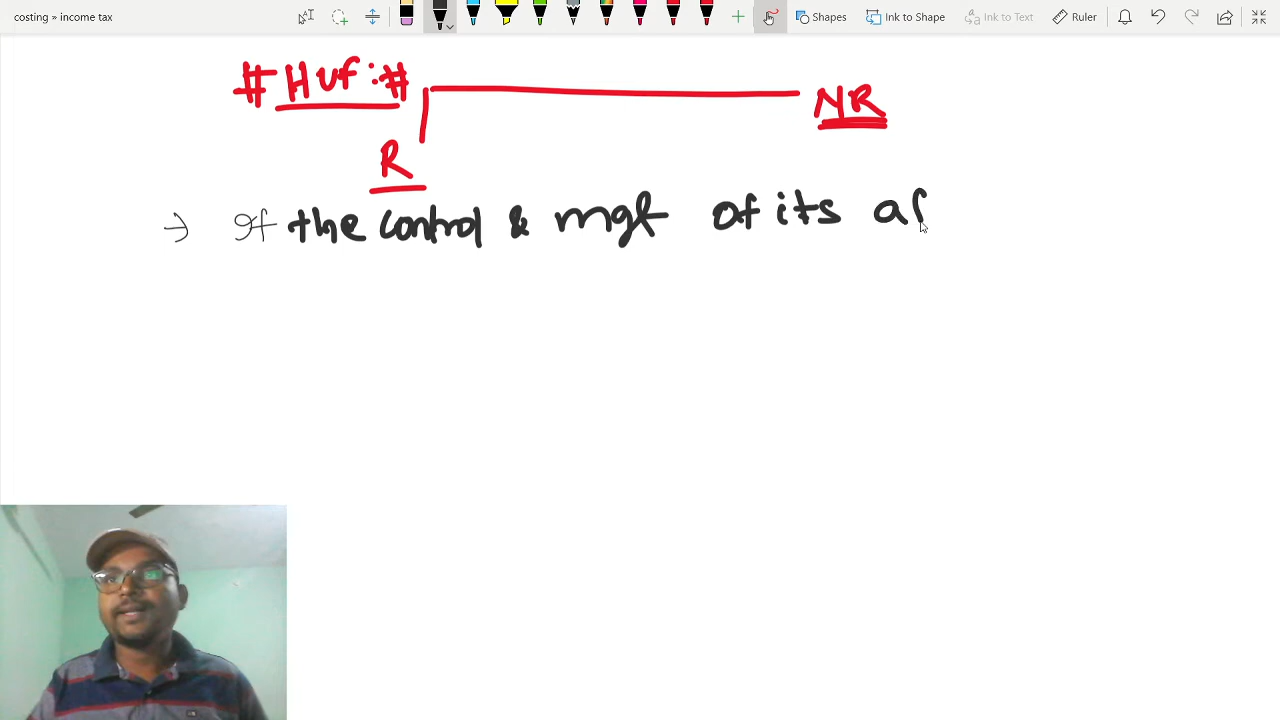 costing » income tax
Shapes
Ink to Shape
Ink to Text
Ruler
# Huf:#
NR
R
→ If the control & mgt of its af